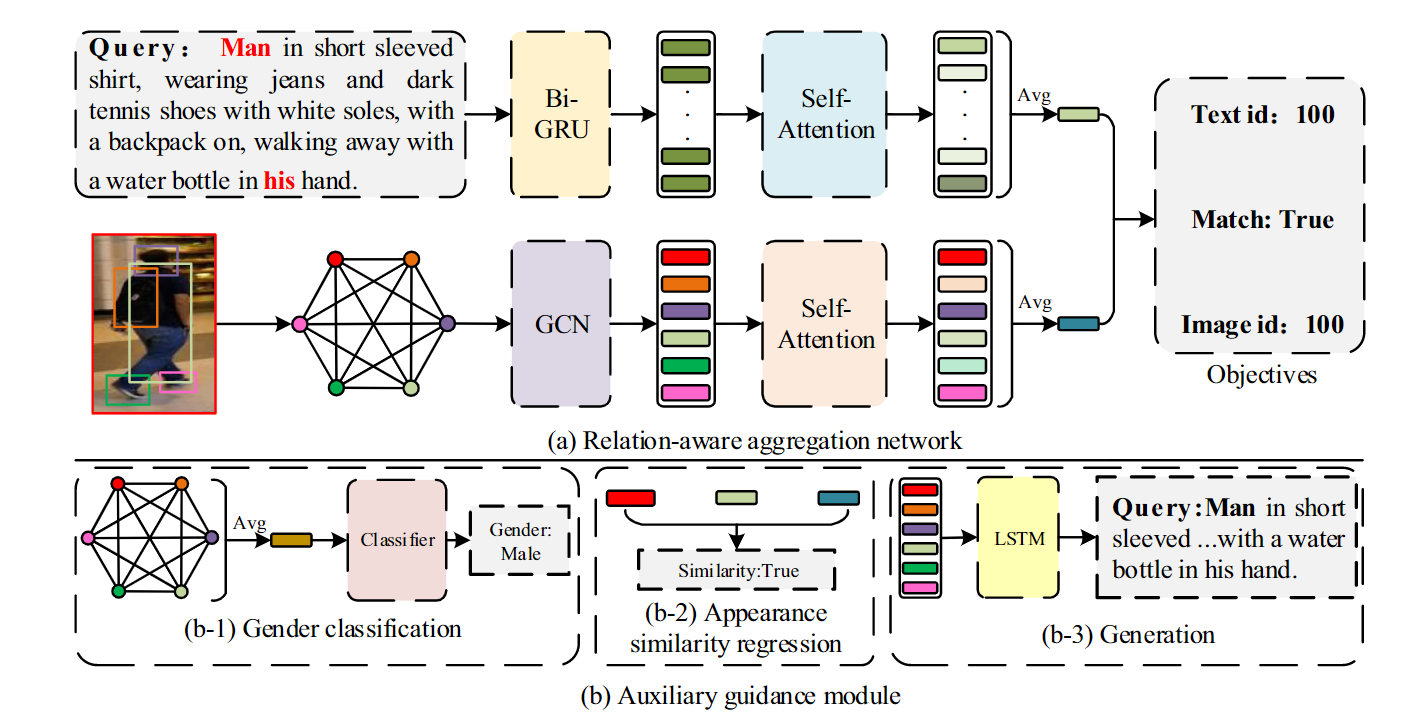 Query: Man in short sleeved
shirt, wearing jeans and dark
tennis shoes with white soles, with
a backpack on, walking away with
a water bottle in his hand.
Bi-
GRU
Self-
Attention
Avg
Text id: 100
Match: True
Image id: 100
Objectives
GCN
Self-
Attention
Avg
(a) Relation-aware aggregation network
Avg
Classifier
Gender:
Male
(b-1) Gender classification
Similarity:True
(b-2) Appearance
similarity regression
LSTM
Query:Man in short
sleeved ...with a water
bottle in his hand.
(b-3) Generation
(b) Auxiliary guidance module